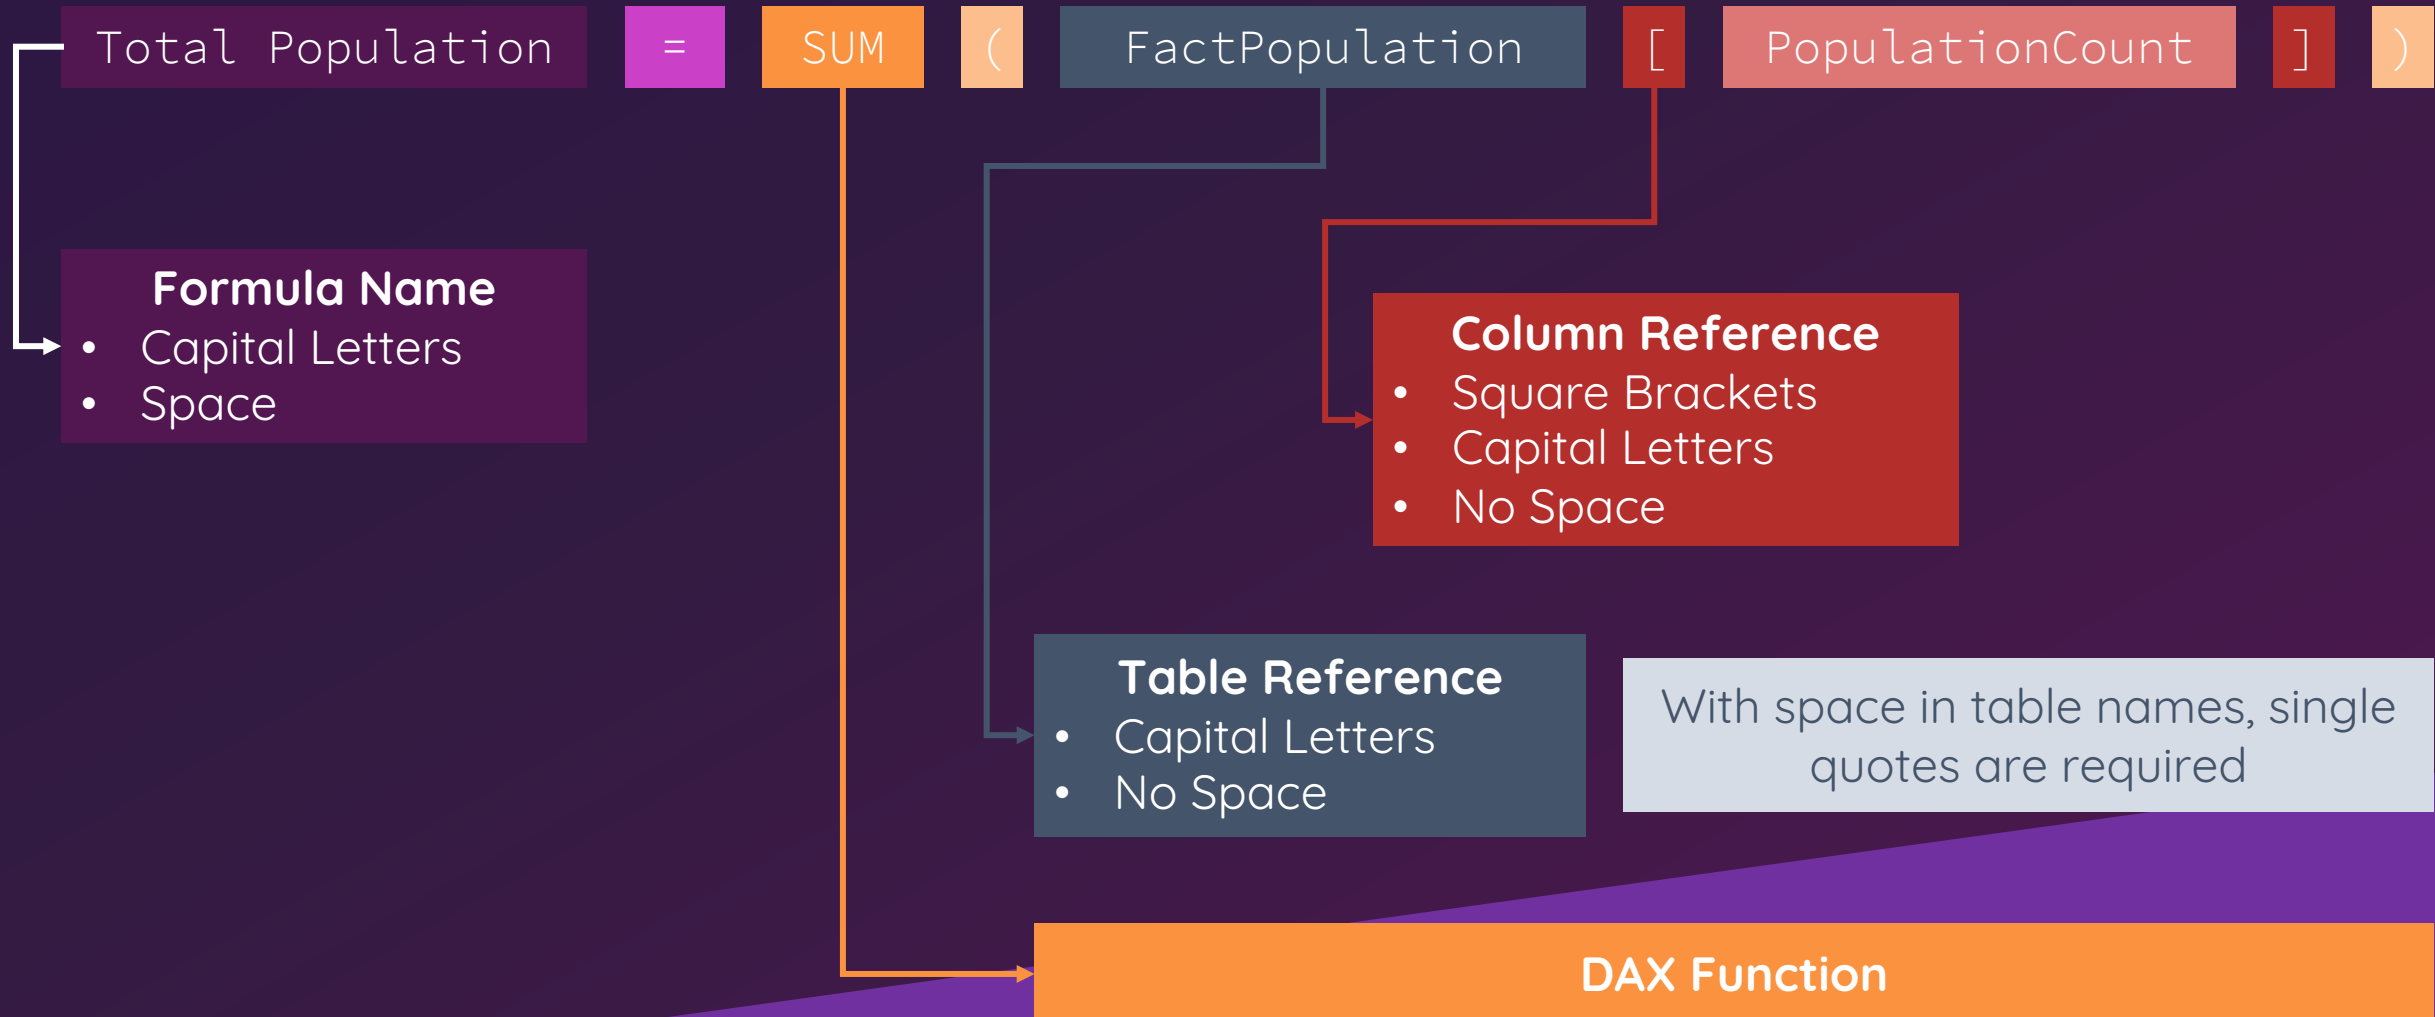 Total Population = SUM ( FactPopulation [ PopulationCount ] )
Formula Name
• Capital Letters
• Space
Column Reference
• Square Brackets
• Capital Letters
• No Space
Table Reference
• Capital Letters
• No Space
With space in table names, single
quotes are required
DAX Function